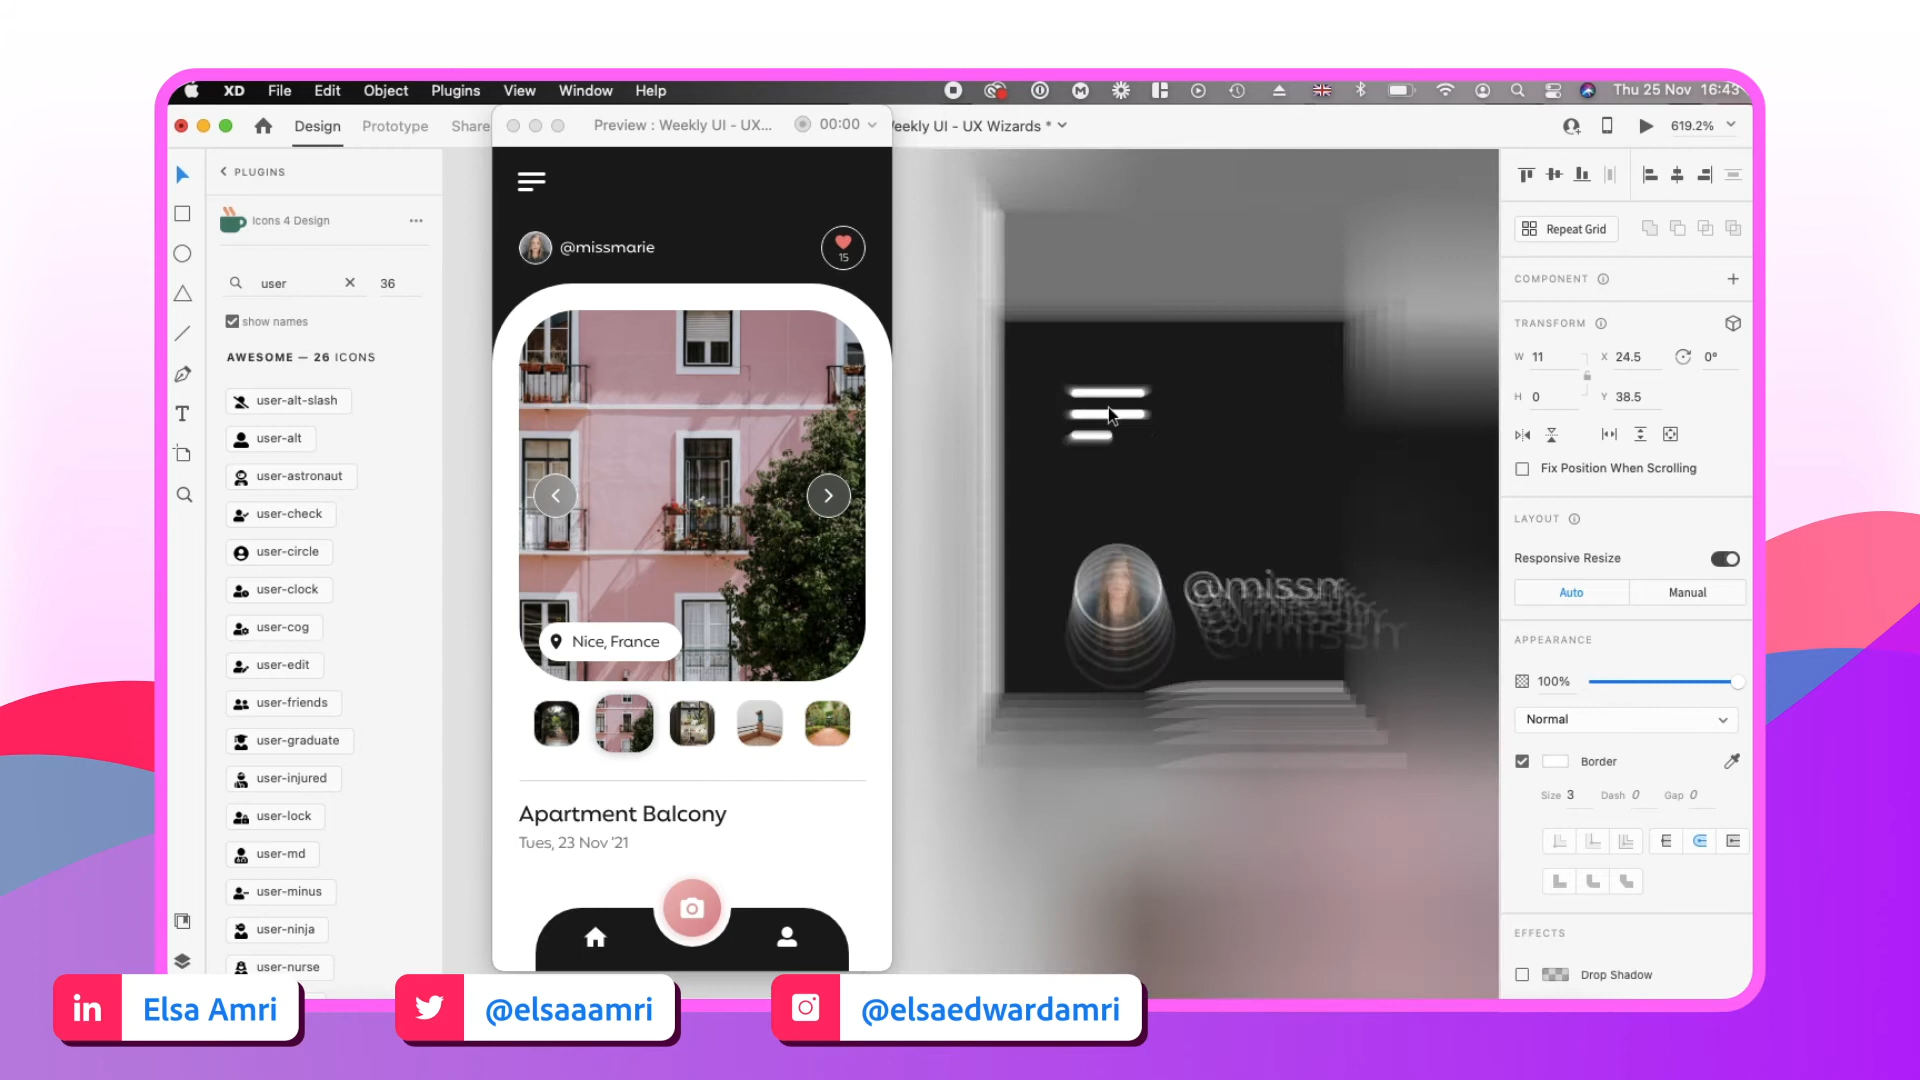 XD File Edit Object Plugins View Window Help
Thu 25 Nov 16:43
Design Prototype Share
Preview : Weekly UI - UX...
00:00
eekly UI - UX Wizards *
619.2%
PLUGINS
Icons 4 Design
user
36
show names
AWESOME — 26 ICONS
user-alt-slash
user-alt
user-astronaut
user-check
user-circle
user-clock
user-cog
user-edit
user-friends
user-graduate
user-injured
user-lock
user-md
user-minus
user-ninja
user-nurse
@missmarie
15
Nice, France
Apartment Balcony
Tues, 23 Nov '21
@missm
Repeat Grid
COMPONENT
TRANSFORM
W 11 X 24.5 0°
H 0 Y 38.5
Fix Position When Scrolling
LAYOUT
Responsive Resize
Auto Manual
APPEARANCE
100%
Normal
Border
Size 3 Dash 0 Gap 0
EFFECTS
Drop Shadow
in Elsa Amri
@elsaaamri
@elsaedwardamri